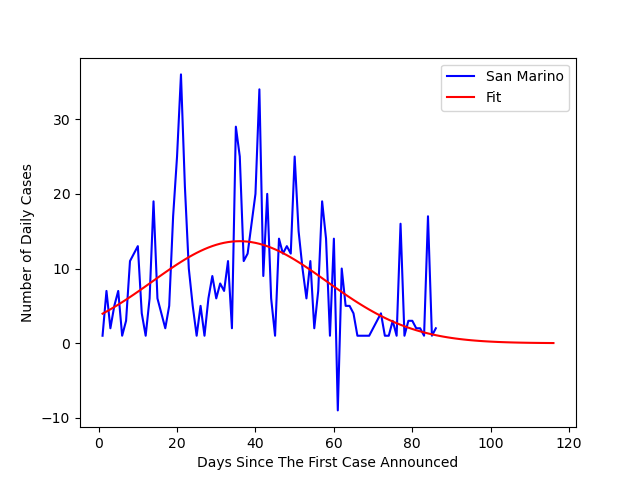 San Marino
Fit
Number of Daily Cases
30
20
10
0
−10
0 20 40 60 80 100 120
Days Since The First Case Announced